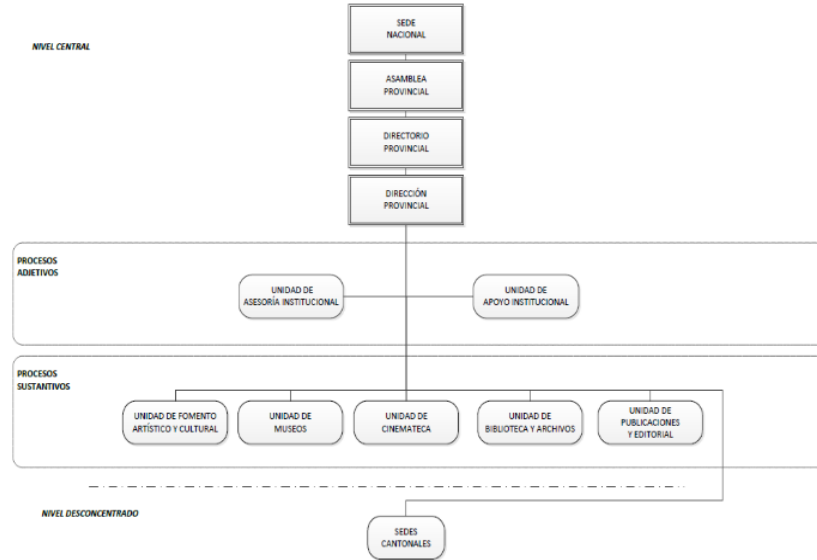 SEDE
NACIONAL
NIVEL CENTRAL
ASAMBLEA
PROVINCIAL
DIRECTORIO
PROVINCIAL
DIRECCIÓN
PROVINCIAL
PROCESOS
ADJETIVOS
UNIDAD DE
ASESORÍA INSTITUCIONAL
UNIDAD DE
APOYO INSTITUCIONAL
PROCESOS
SUSTANTIVOS
UNIDAD DE FOMENTO
ARTÍSTICO Y CULTURAL
UNIDAD DE
MUSEOS
UNIDAD DE
CINEMATECA
UNIDAD DE
BIBLIOTECA Y ARCHIVOS
UNIDAD DE
PUBLICACIONES
Y EDITORIAL
NIVEL DESCONCENTRADO
SEDES
CANTONALES